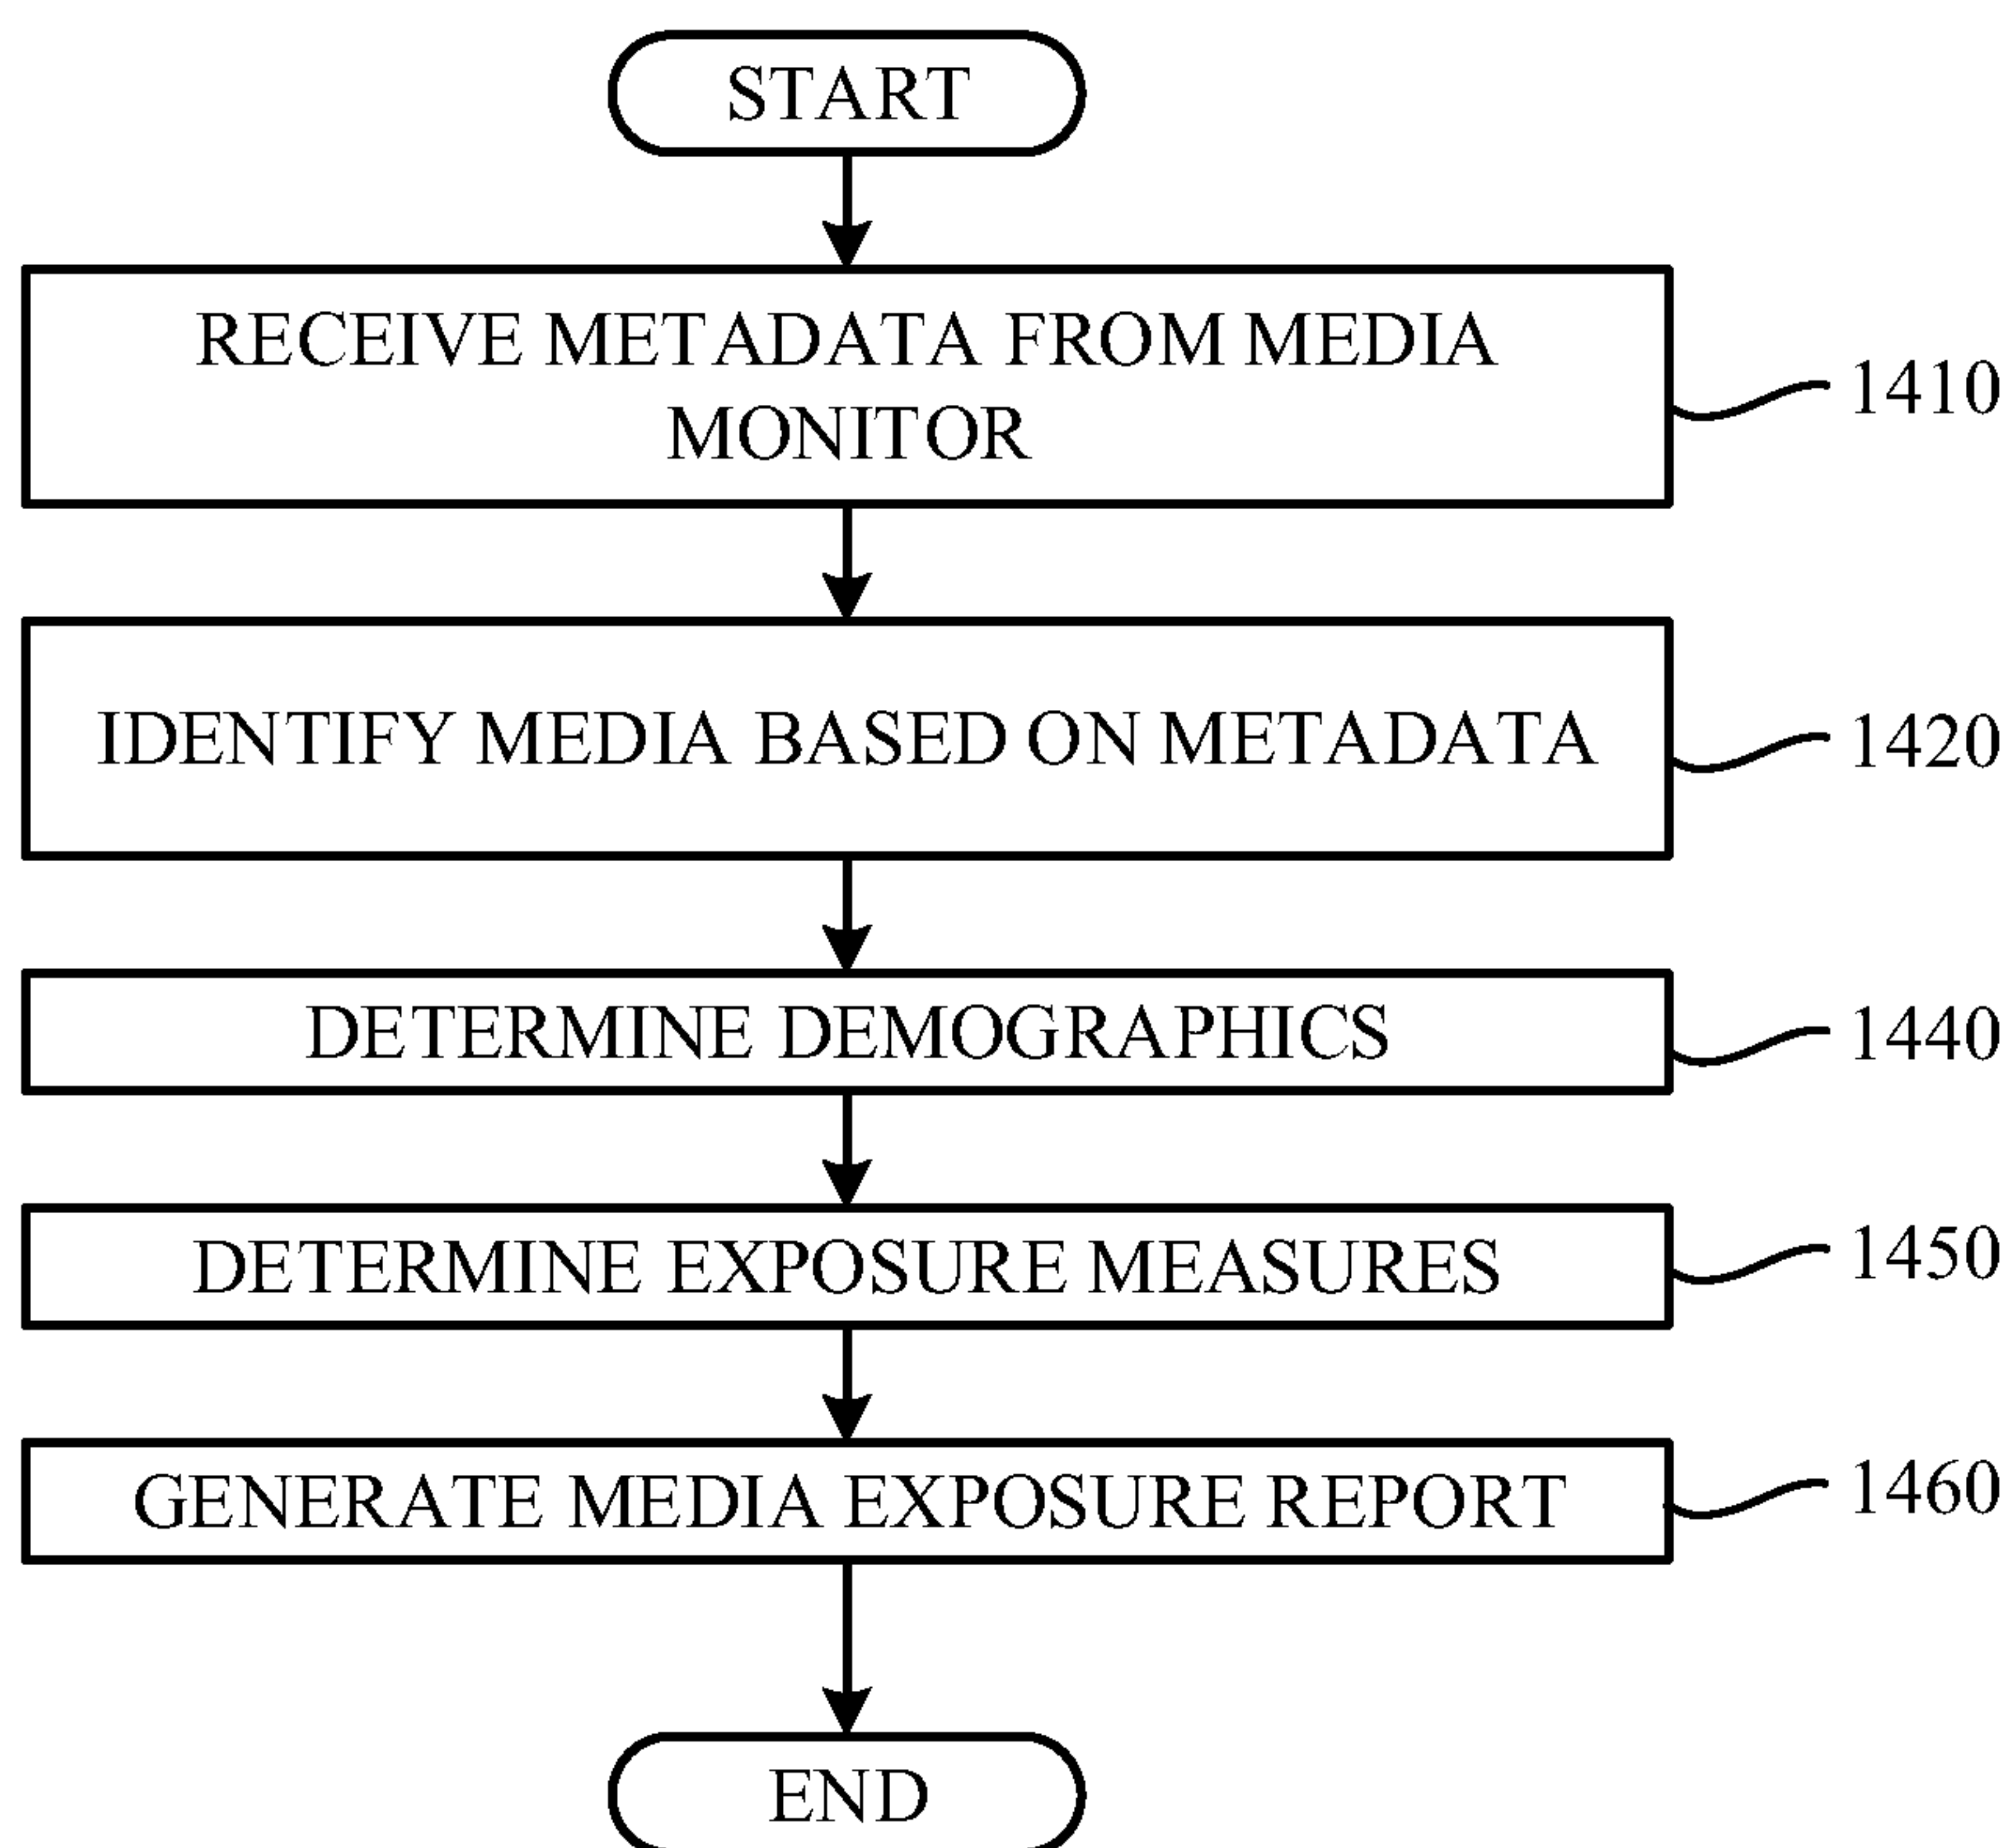 START
RECEIVE METADATA FROM MEDIA
MONITOR
1410
IDENTIFY MEDIA BASED ON METADATA
1420
DETERMINE DEMOGRAPHICS
1440
DETERMINE EXPOSURE MEASURES
1450
GENERATE MEDIA EXPOSURE REPORT
1460
END